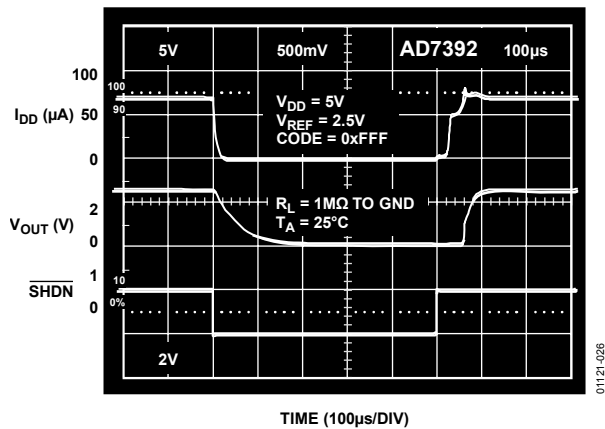 5V 500mV AD7392 100µs
100
100
90
V_DD = 5V
V_REF = 2.5V
CODE = 0xFFF
I_DD (µA) 50
0
R_L = 1MΩ TO GND
T_A = 25°C
2
V_OUT (V)
0
1
10
SHDN
0
0%
2V
TIME (100µs/DIV)
01121-026